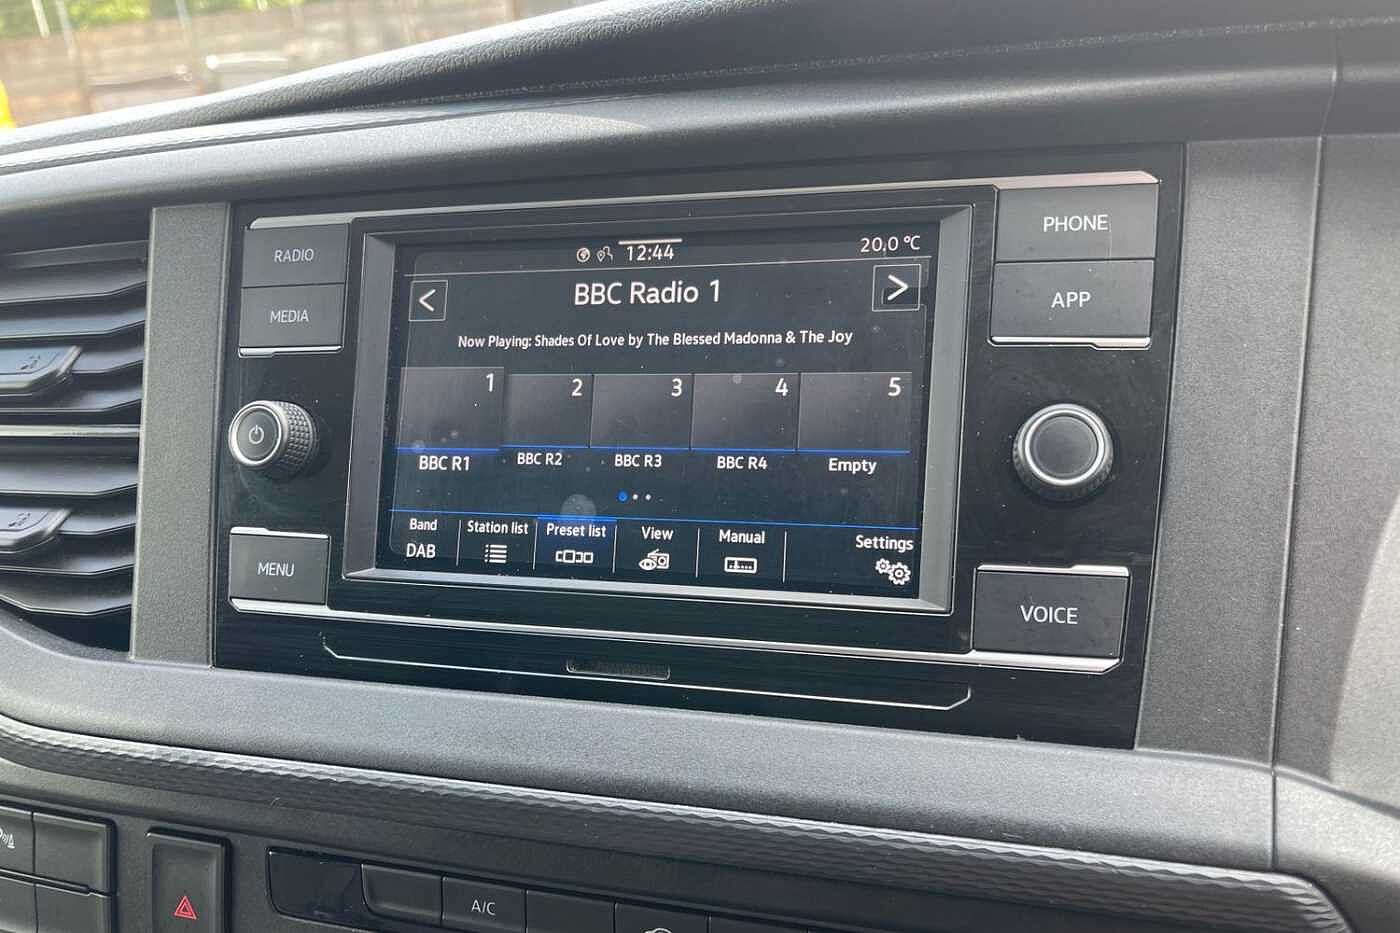 RADIO
MEDIA
MENU
12:44
20.0 °C
<
BBC Radio 1
>
Now Playing: Shades Of Love by The Blessed Madonna & The Joy
1 2 3 4 5
BBC R1 BBC R2 BBC R3 BBC R4 Empty
Band Station list Preset list View Manual Settings
DAB
PHONE
APP
VOICE
A/C